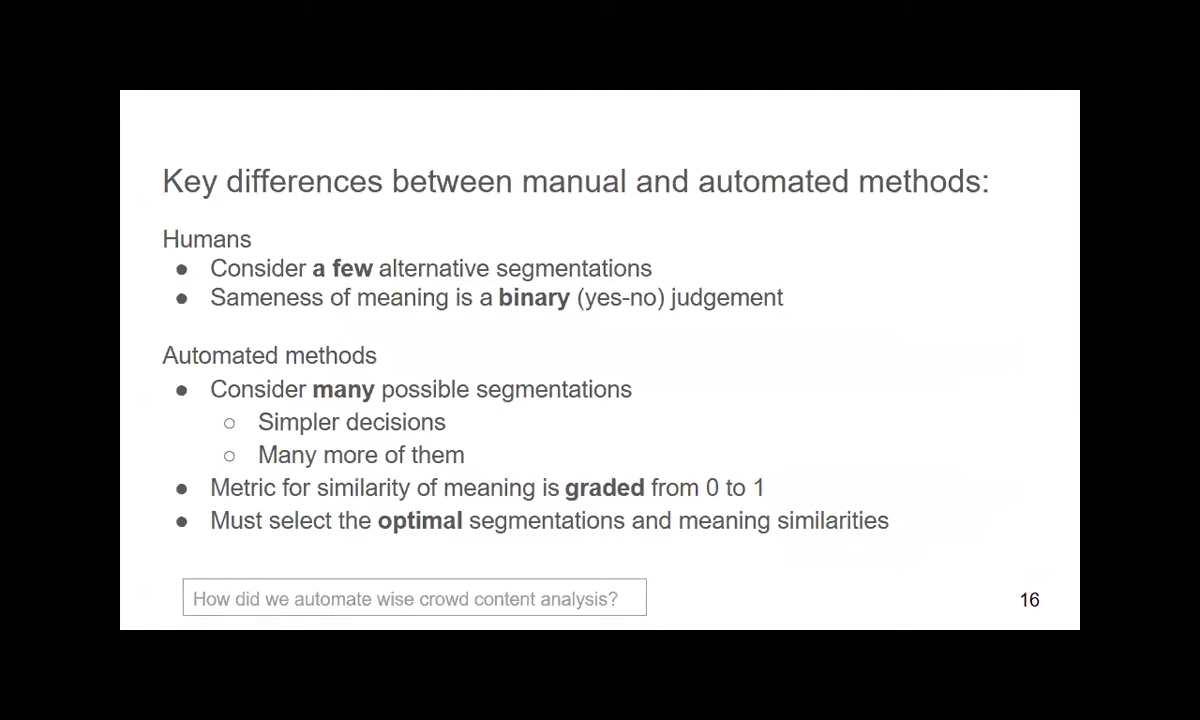 Key differences between manual and automated methods:
Humans
● Consider a few alternative segmentations
● Sameness of meaning is a binary (yes-no) judgement
Automated methods
● Consider many possible segmentations
○ Simpler decisions
○ Many more of them
● Metric for similarity of meaning is graded from 0 to 1
● Must select the optimal segmentations and meaning similarities
How did we automate wise crowd content analysis?
16